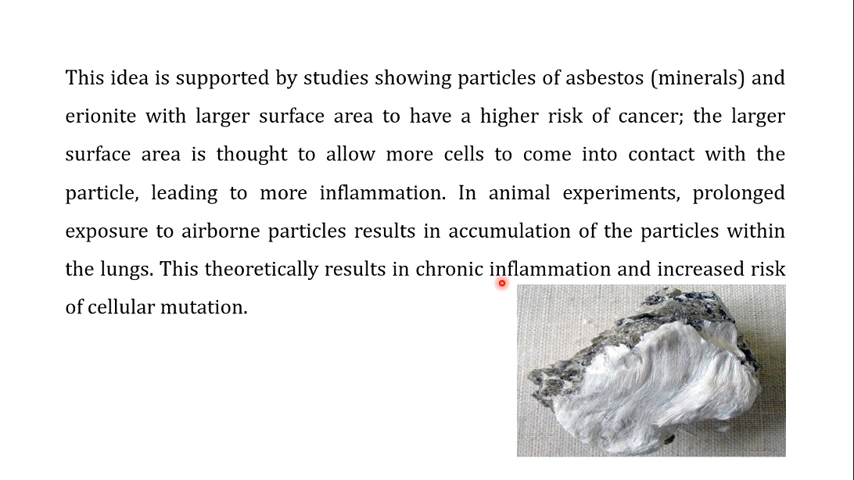 This idea is supported by studies showing particles of asbestos (minerals) and
erionite with larger surface area to have a higher risk of cancer; the larger
surface area is thought to allow more cells to come into contact with the
particle, leading to more inflammation. In animal experiments, prolonged
exposure to airborne particles results in accumulation of the particles within
the lungs. This theoretically results in chronic inflammation and increased risk
of cellular mutation.